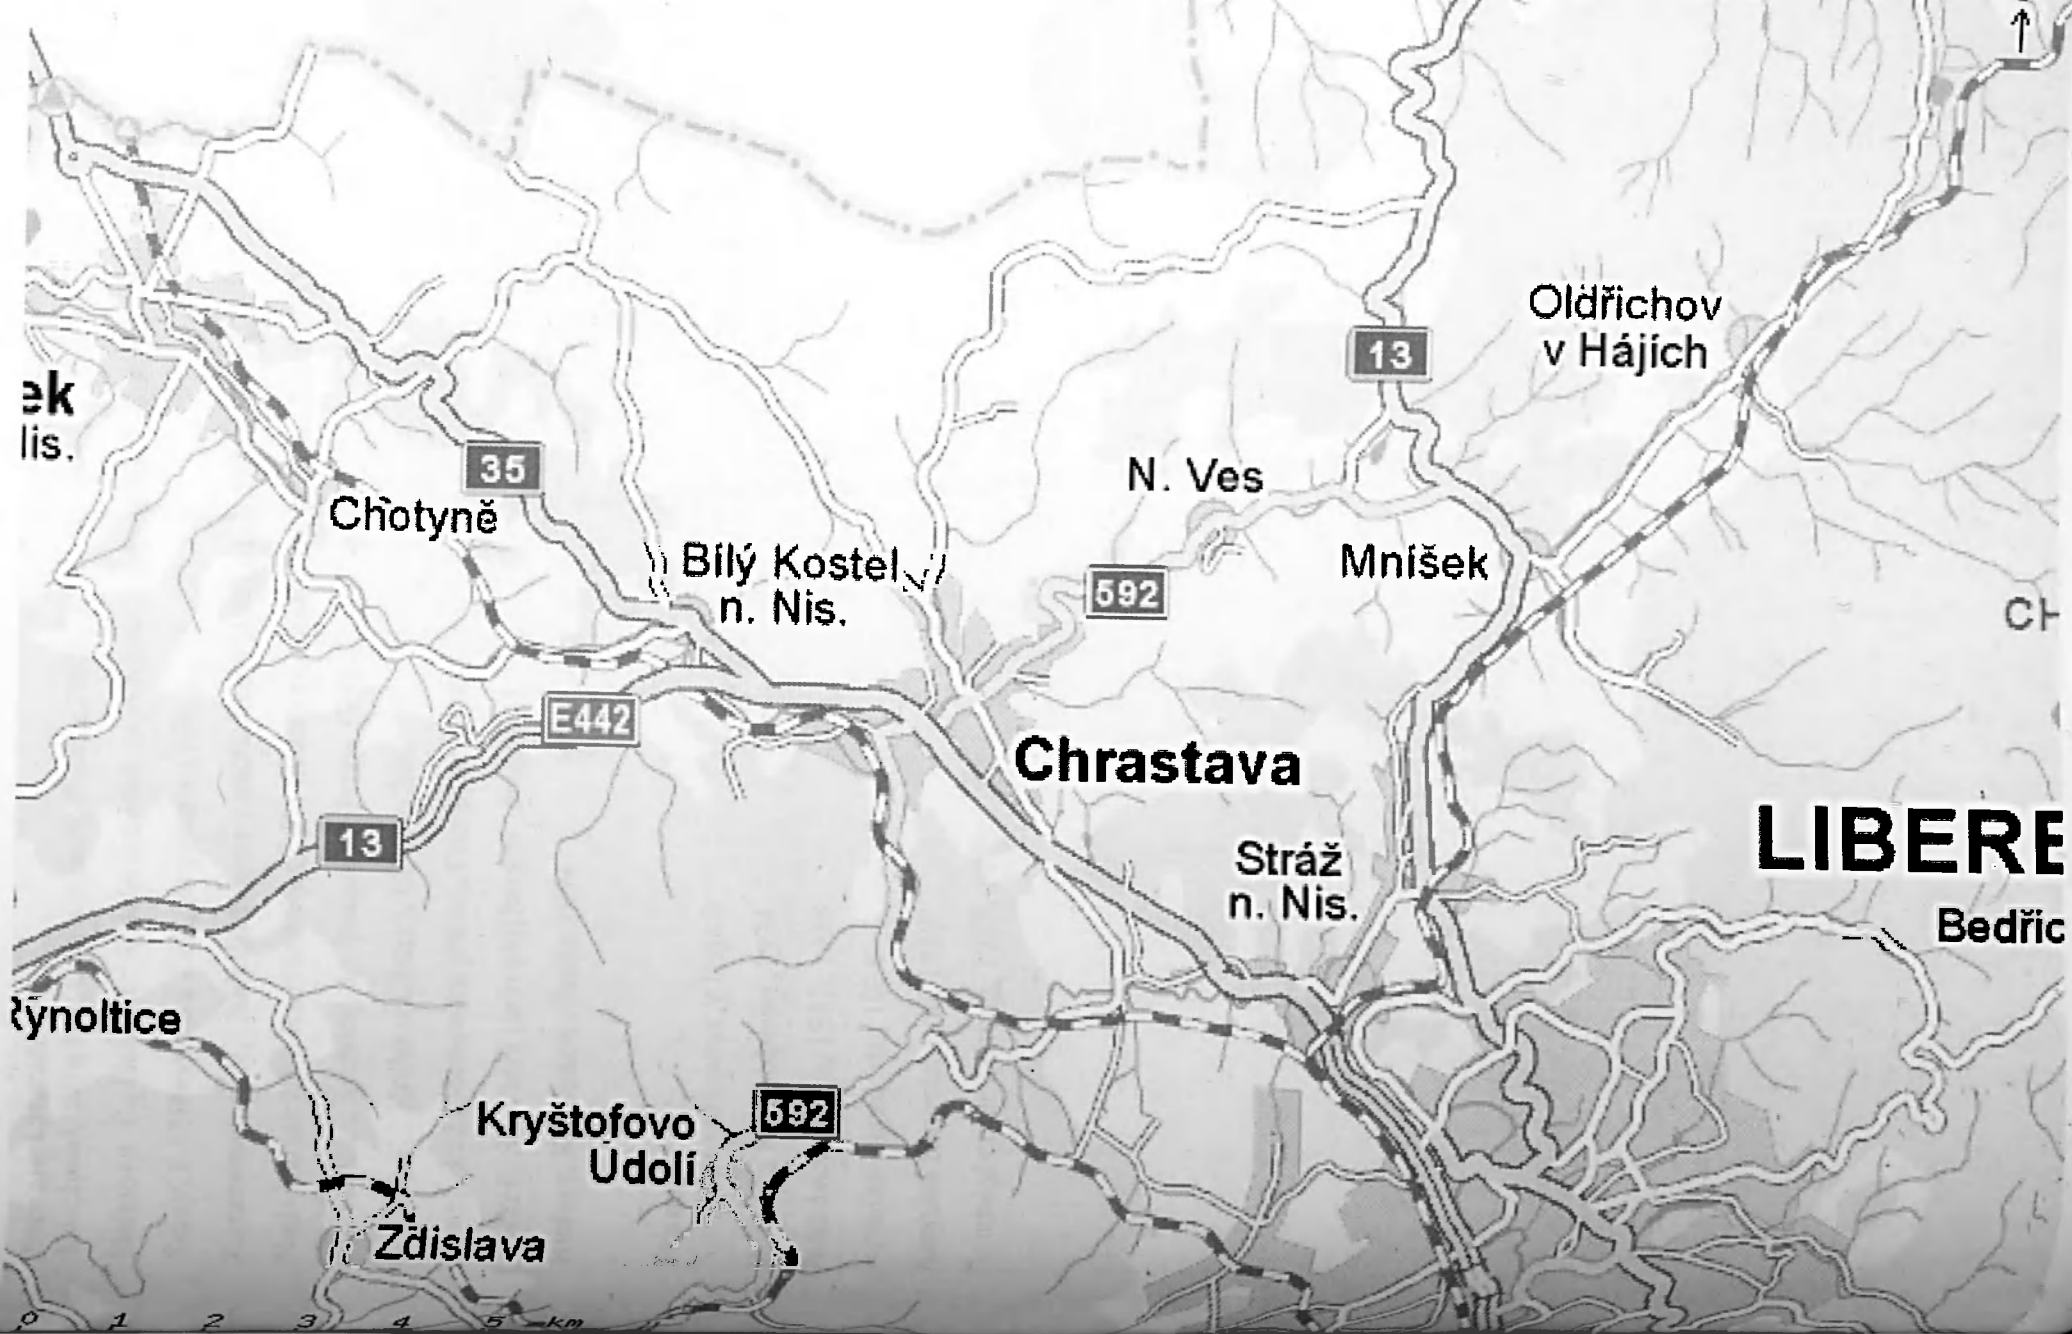 Oldřichov
v Hájích
13
ek
lis.
35
N. Ves
Chotyně
Bílý Kostel
n. Nis.
Mníšek
592
CH
E442
Chrastava
13
LIBERE
Stráž
n. Nis.
Bedřic
Rynoltice
592
Kryštofovo
Údolí
Zdislava
0 1 2 3 4 5 km